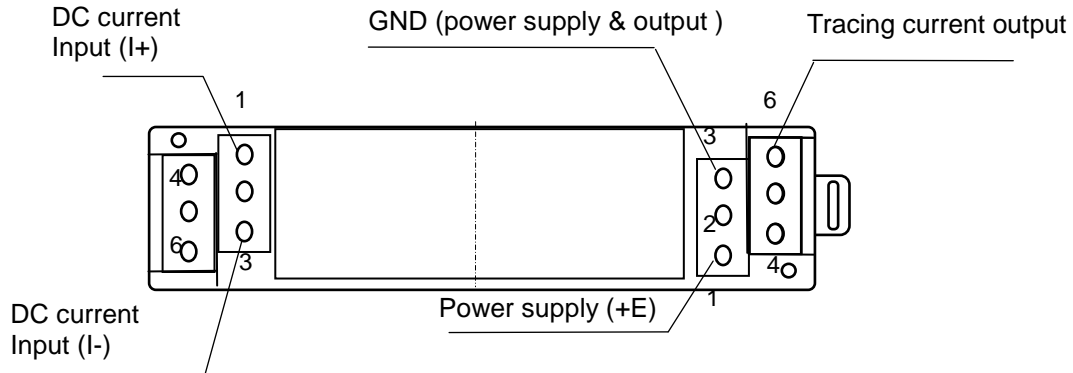 DC current
Input (I+)
GND (power supply & output )
Tracing current output
1
6
3
4
2
6
3
4
1
Power supply (+E)
DC current
Input (I-)